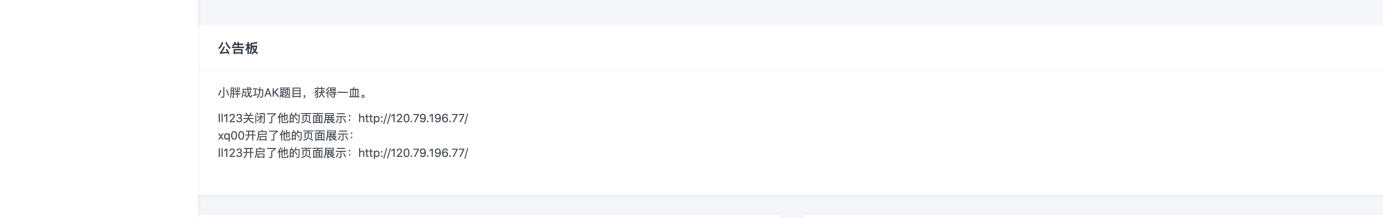 公告板
小胖成功AK题目，获得一血。
ll123关闭了他的页面展示：http://120.79.196.77/
xq00开启了他的页面展示：
ll123开启了他的页面展示：http://120.79.196.77/